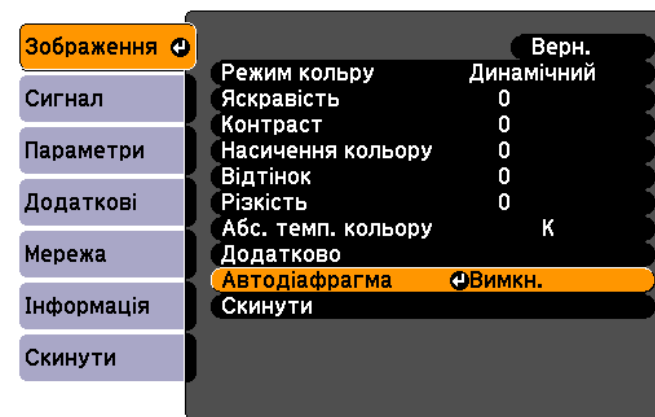 Зображення
Сигнал
Параметри
Додаткові
Мережа
Інформація
Скинути
Верн.
Режим кольру Динамічний
Яскравість 0
Контраст 0
Насичення кольору 0
Відтінок 0
Різкість 0
Абс. темп. кольору К
Додатково
Автодіафрагма Вимкн.
Скинути